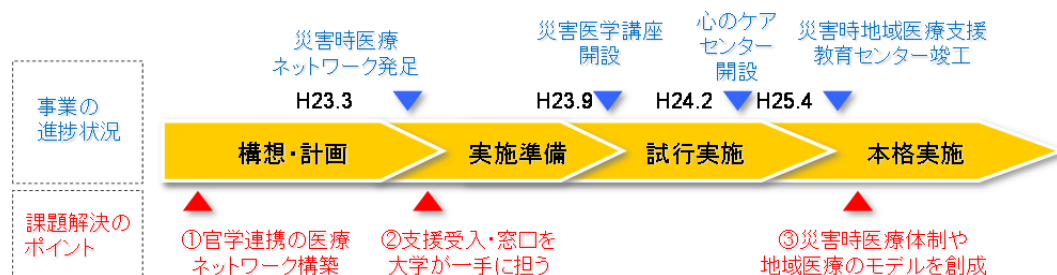 災害時医療
ネットワーク発足
災害医学講座
開設
心のケア
センター
開設
災害時地域医療支援
教育センター竣工
事業の
進捗状況
H23.3
H23.9
H24.2
H25.4
構想・計画
実施準備
試行実施
本格実施
課題解決の
ポイント
①官学連携の医療
ネットワーク構築
②支援受入・窓口を
大学が一手に担う
③災害時医療体制や
地域医療のモデルを創成